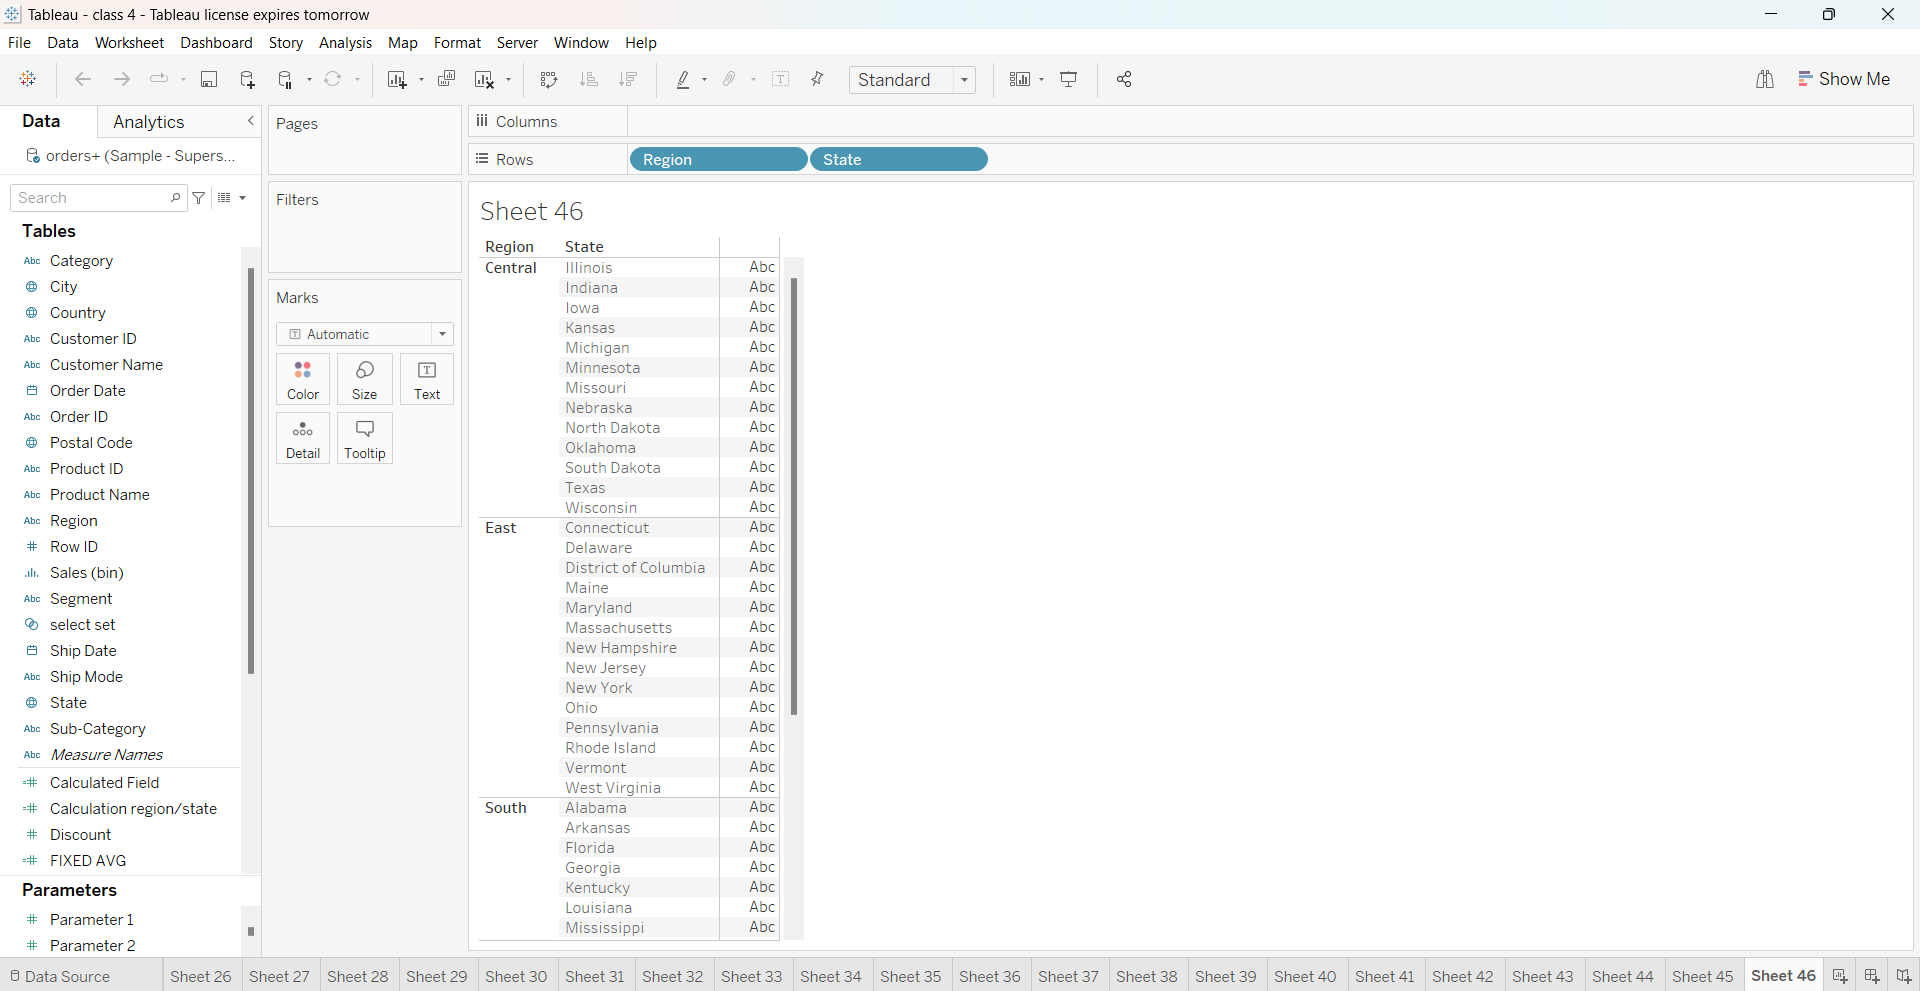 Tableau - class 4 - Tableau license expires tomorrow
File Data Worksheet Dashboard Story Analysis Map Format Server Window Help
Standard
Show Me
Data Analytics
orders+ (Sample - Supers...
Search
Tables
Abc Category
City
Country
Abc Customer ID
Abc Customer Name
Order Date
Abc Order ID
Postal Code
Abc Product ID
Abc Product Name
Abc Region
# Row ID
Sales (bin)
Abc Segment
select set
Ship Date
Abc Ship Mode
State
Abc Sub-Category
Abc Measure Names
=# Calculated Field
=# Calculation region/state
# Discount
=# FIXED AVG
Parameters
# Parameter 1
# Parameter 2
Pages
Filters
Marks
T Automatic
Color Size T Text
Detail Tooltip
Columns
Rows Region State
Sheet 46
Region State
Central Illinois Abc
Indiana Abc
Iowa Abc
Kansas Abc
Michigan Abc
Minnesota Abc
Missouri Abc
Nebraska Abc
North Dakota Abc
Oklahoma Abc
South Dakota Abc
Texas Abc
Wisconsin Abc
East Connecticut Abc
Delaware Abc
District of Columbia Abc
Maine Abc
Maryland Abc
Massachusetts Abc
New Hampshire Abc
New Jersey Abc
New York Abc
Ohio Abc
Pennsylvania Abc
Rhode Island Abc
Vermont Abc
West Virginia Abc
South Alabama Abc
Arkansas Abc
Florida Abc
Georgia Abc
Kentucky Abc
Louisiana Abc
Mississippi Abc
Data Source Sheet 26 Sheet 27 Sheet 28 Sheet 29 Sheet 30 Sheet 31 Sheet 32 Sheet 33 Sheet 34 Sheet 35 Sheet 36 Sheet 37 Sheet 38 Sheet 39 Sheet 40 Sheet 41 Sheet 42 Sheet 43 Sheet 44 Sheet 45 Sheet 46